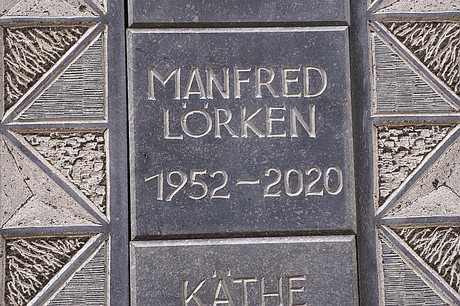 MANFRED
LÖRKEN
1952–2020
KÄTHE